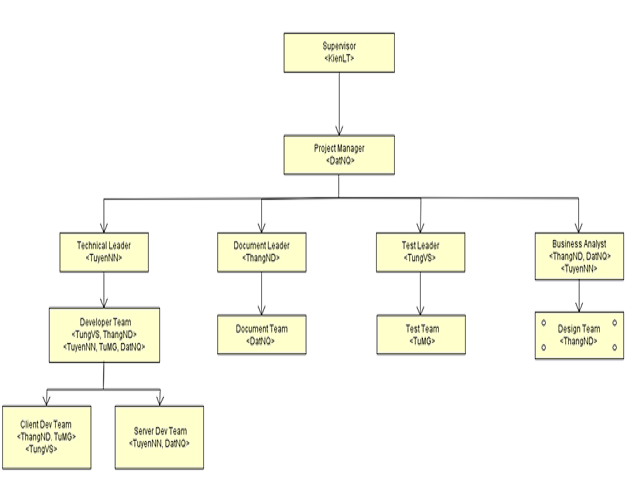 Supervisor
<KienLT>
Project Manager
<DatNQ>
Technical Leader
<TuyenNN>
Document Leader
<ThangND>
Test Leader
<TungVS>
Business Analyst
<ThangND, DatNQ>
<TuyenNN>
Developer Team
<TungVS, ThangND>
<TuyenNN, TuMG, DatNQ>
Document Team
<DatNQ>
Test Team
<TuMG>
Design Team
<ThangND>
Client Dev Team
<ThangND, TuMG>
<TungVS>
Server Dev Team
<TuyenNN, DatNQ>